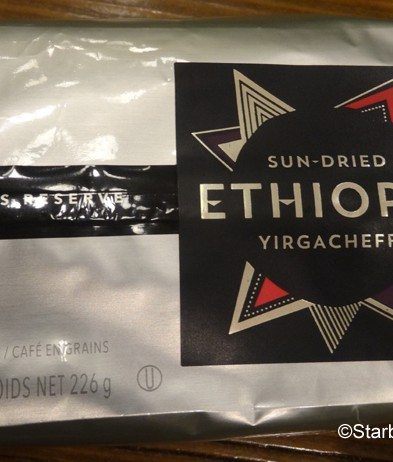 SUN-DRIED
ETHIOP
YIRGACHEFF
S RESERVE
/ CAFÉ EN GRAINS
OIDS NET 226 g
U
©Starb